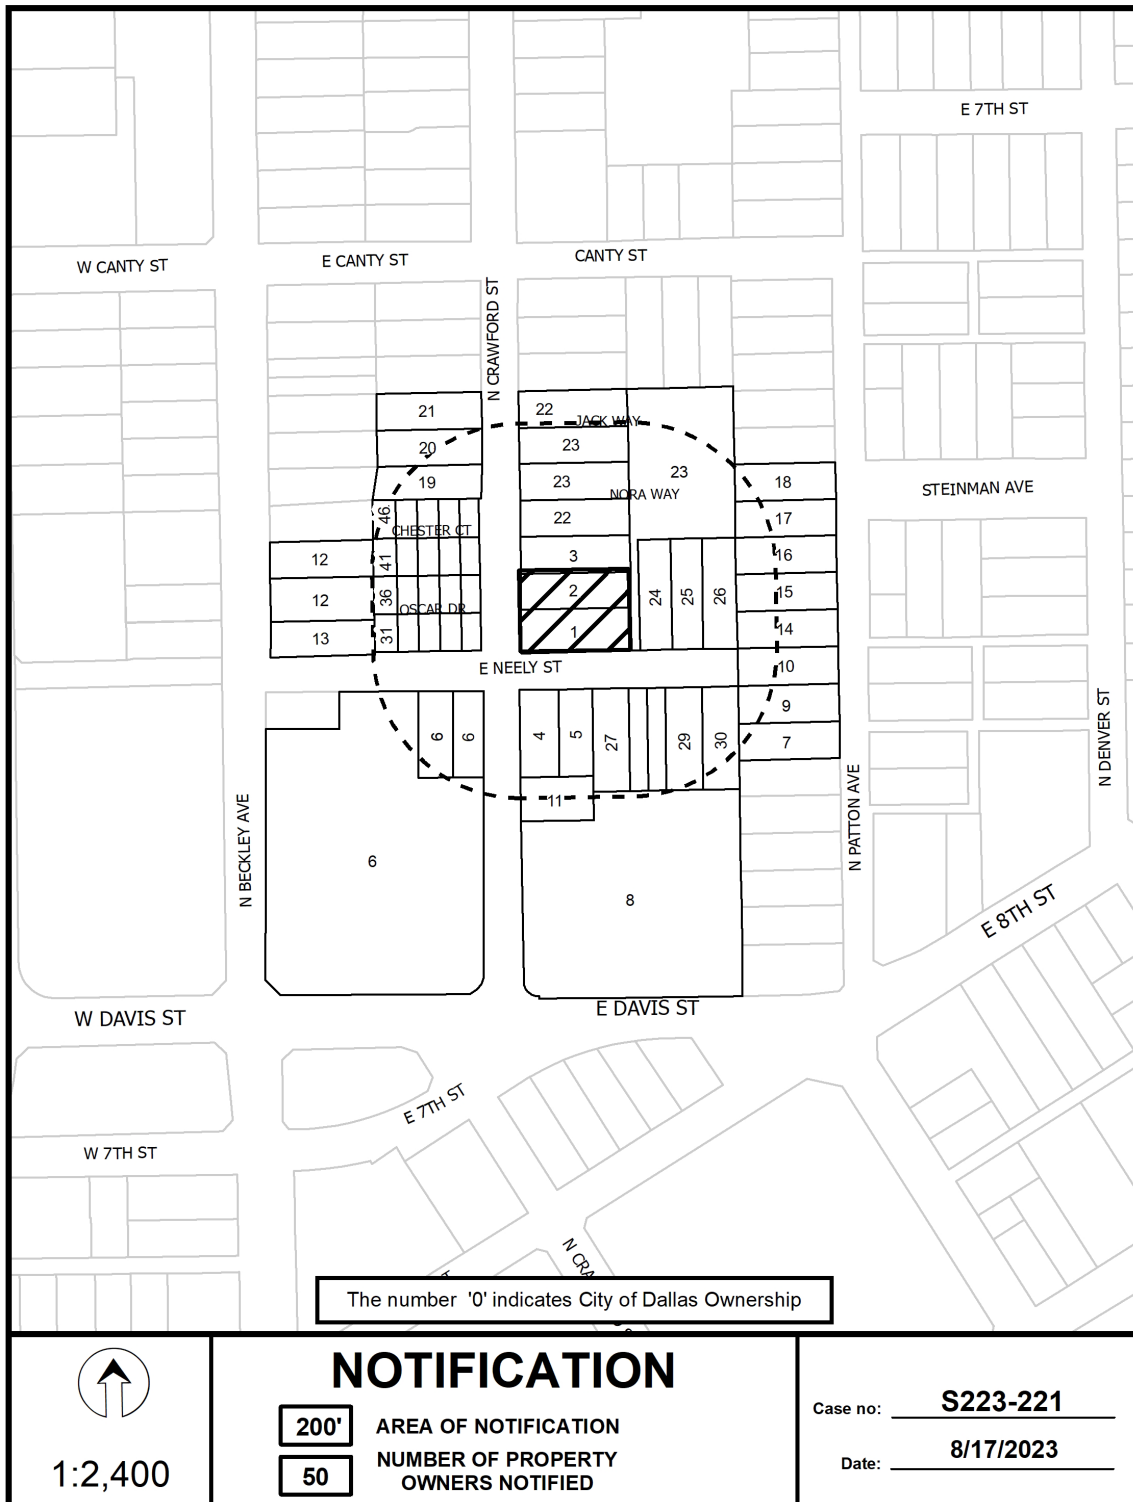 E 7TH ST
W CANTY ST
E CANTY ST
CANTY ST
N CRAWFORD ST
21
22
JACK WAY
20
23
19
23
23
18
NORA WAY
STEINMAN AVE
46
CHESTER CT
22
17
12
41
3
16
12
36
OSCAR DR
2
24
25
26
15
13
31
1
14
E NEELY ST
10
6
6
4
5
27
29
30
9
7
N DENVER ST
11
N BECKLEY AVE
N PATTON AVE
6
8
E 8TH ST
W DAVIS ST
E DAVIS ST
E 7TH ST
W 7TH ST
N CRA
The number '0' indicates City of Dallas Ownership
NOTIFICATION
200' AREA OF NOTIFICATION
50 NUMBER OF PROPERTY
OWNERS NOTIFIED
1:2,400
Case no: S223-221
Date: 8/17/2023